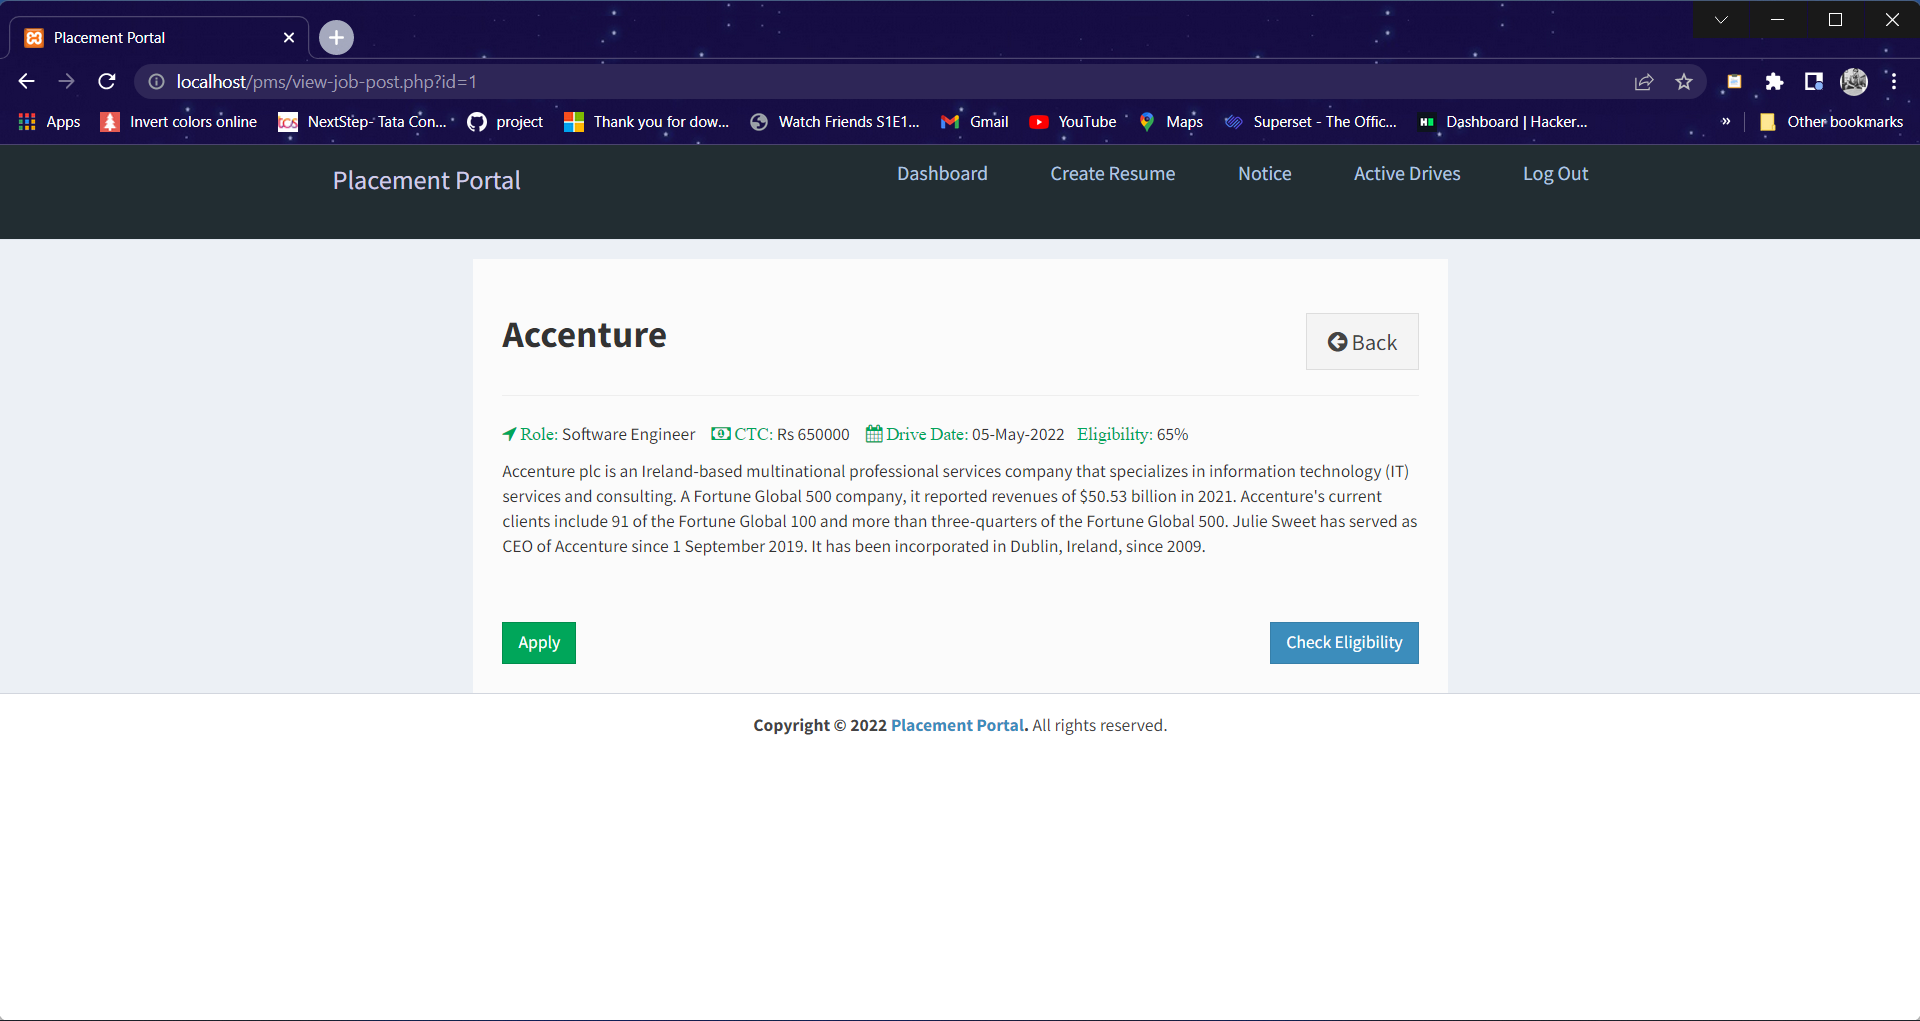 Placement Portal
localhost/pms/view-job-post.php?id=1
Apps Invert colors online tcs NextStep- Tata Con... project Thank you for dow... Watch Friends S1E1... Gmail YouTube Maps Superset - The Offic... Dashboard | Hacker... » Other bookmarks
Placement Portal Dashboard Create Resume Notice Active Drives Log Out
Accenture
Back
Role: Software Engineer CTC: Rs 650000 Drive Date: 05-May-2022 Eligibility: 65%
Accenture plc is an Ireland-based multinational professional services company that specializes in information technology (IT)
services and consulting. A Fortune Global 500 company, it reported revenues of $50.53 billion in 2021. Accenture's current
clients include 91 of the Fortune Global 100 and more than three-quarters of the Fortune Global 500. Julie Sweet has served as
CEO of Accenture since 1 September 2019. It has been incorporated in Dublin, Ireland, since 2009.
Apply Check Eligibility
Copyright © 2022 Placement Portal. All rights reserved.